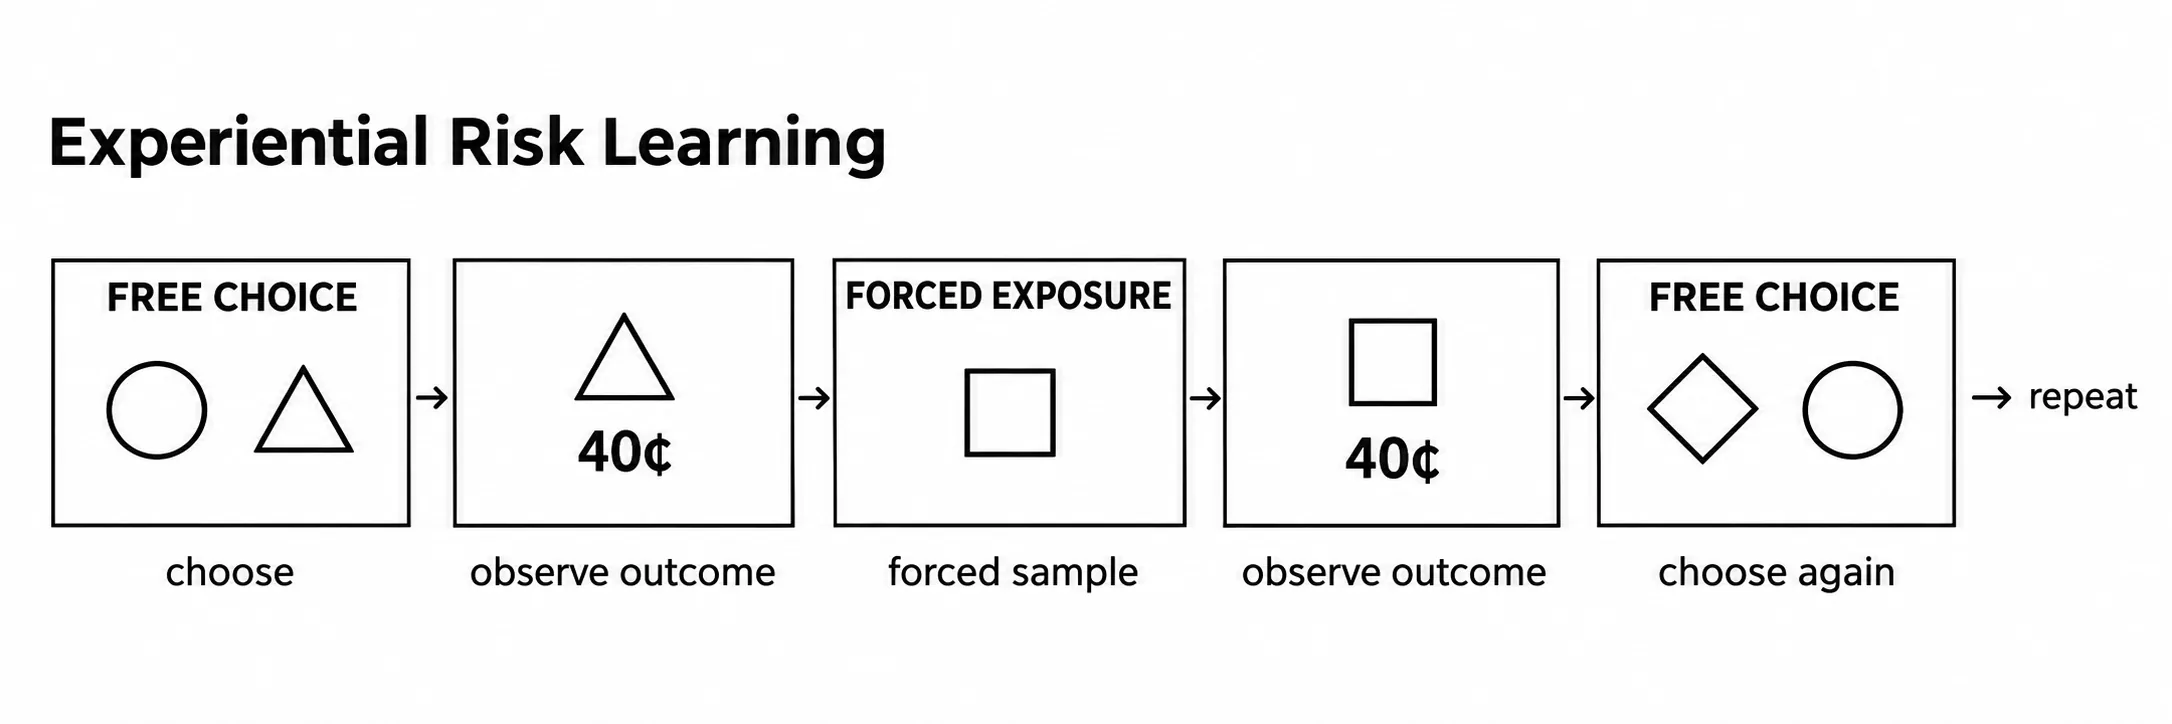 Experiential Risk Learning
FREE CHOICE
40¢
FORCED EXPOSURE
40¢
FREE CHOICE
repeat
choose
observe outcome
forced sample
observe outcome
choose again